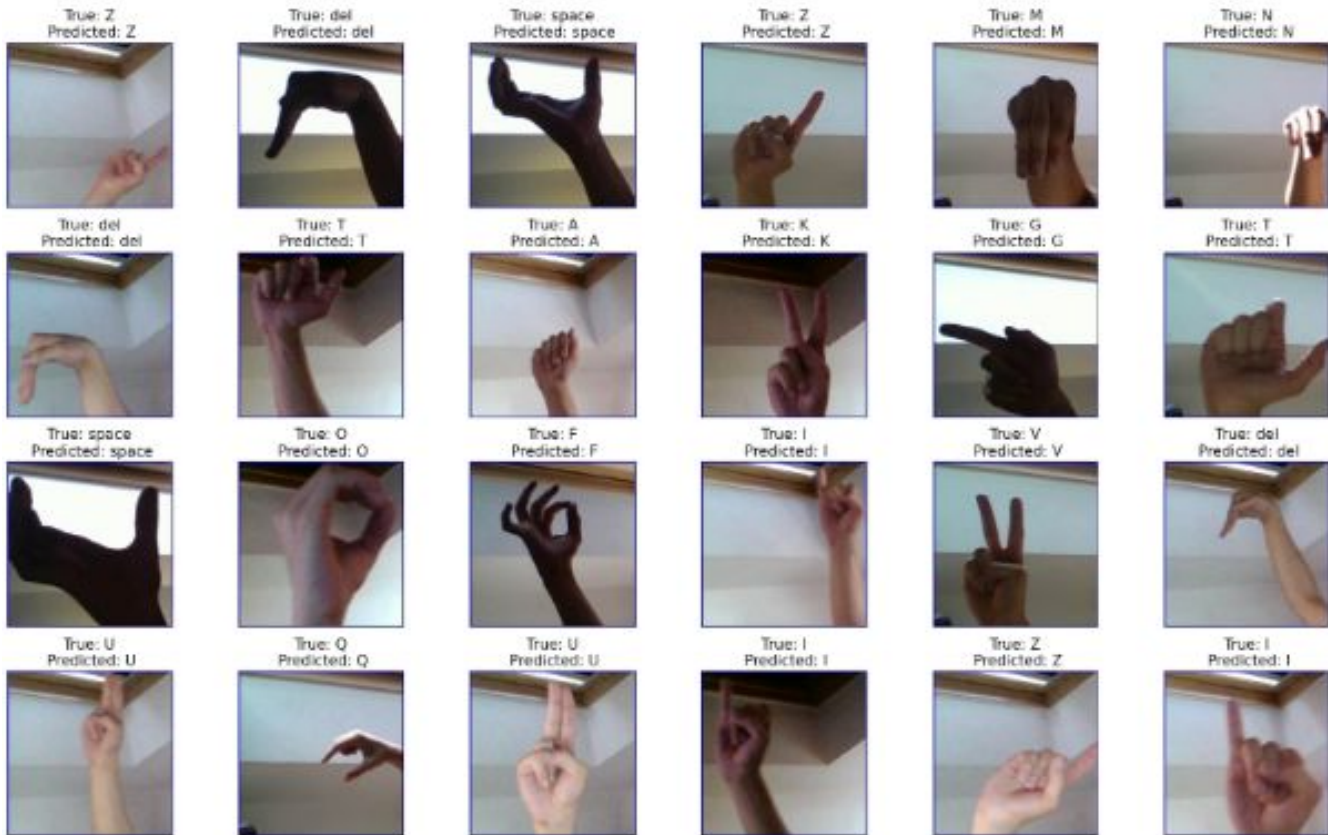 True: Z
Predicted: Z
True: del
Predicted: del
True: space
Predicted: space
True: Z
Predicted: Z
True: M
Predicted: M
True: N
Predicted: N
True: del
Predicted: del
True: T
Predicted: T
True: A
Predicted: A
True: K
Predicted: K
True: G
Predicted: G
True: T
Predicted: T
True: space
Predicted: space
True: O
Predicted: O
True: F
Predicted: F
True: I
Predicted: I
True: V
Predicted: V
True: del
Predicted: del
True: U
Predicted: U
True: Q
Predicted: Q
True: U
Predicted: U
True: I
Predicted: I
True: Z
Predicted: Z
True: I
Predicted: I